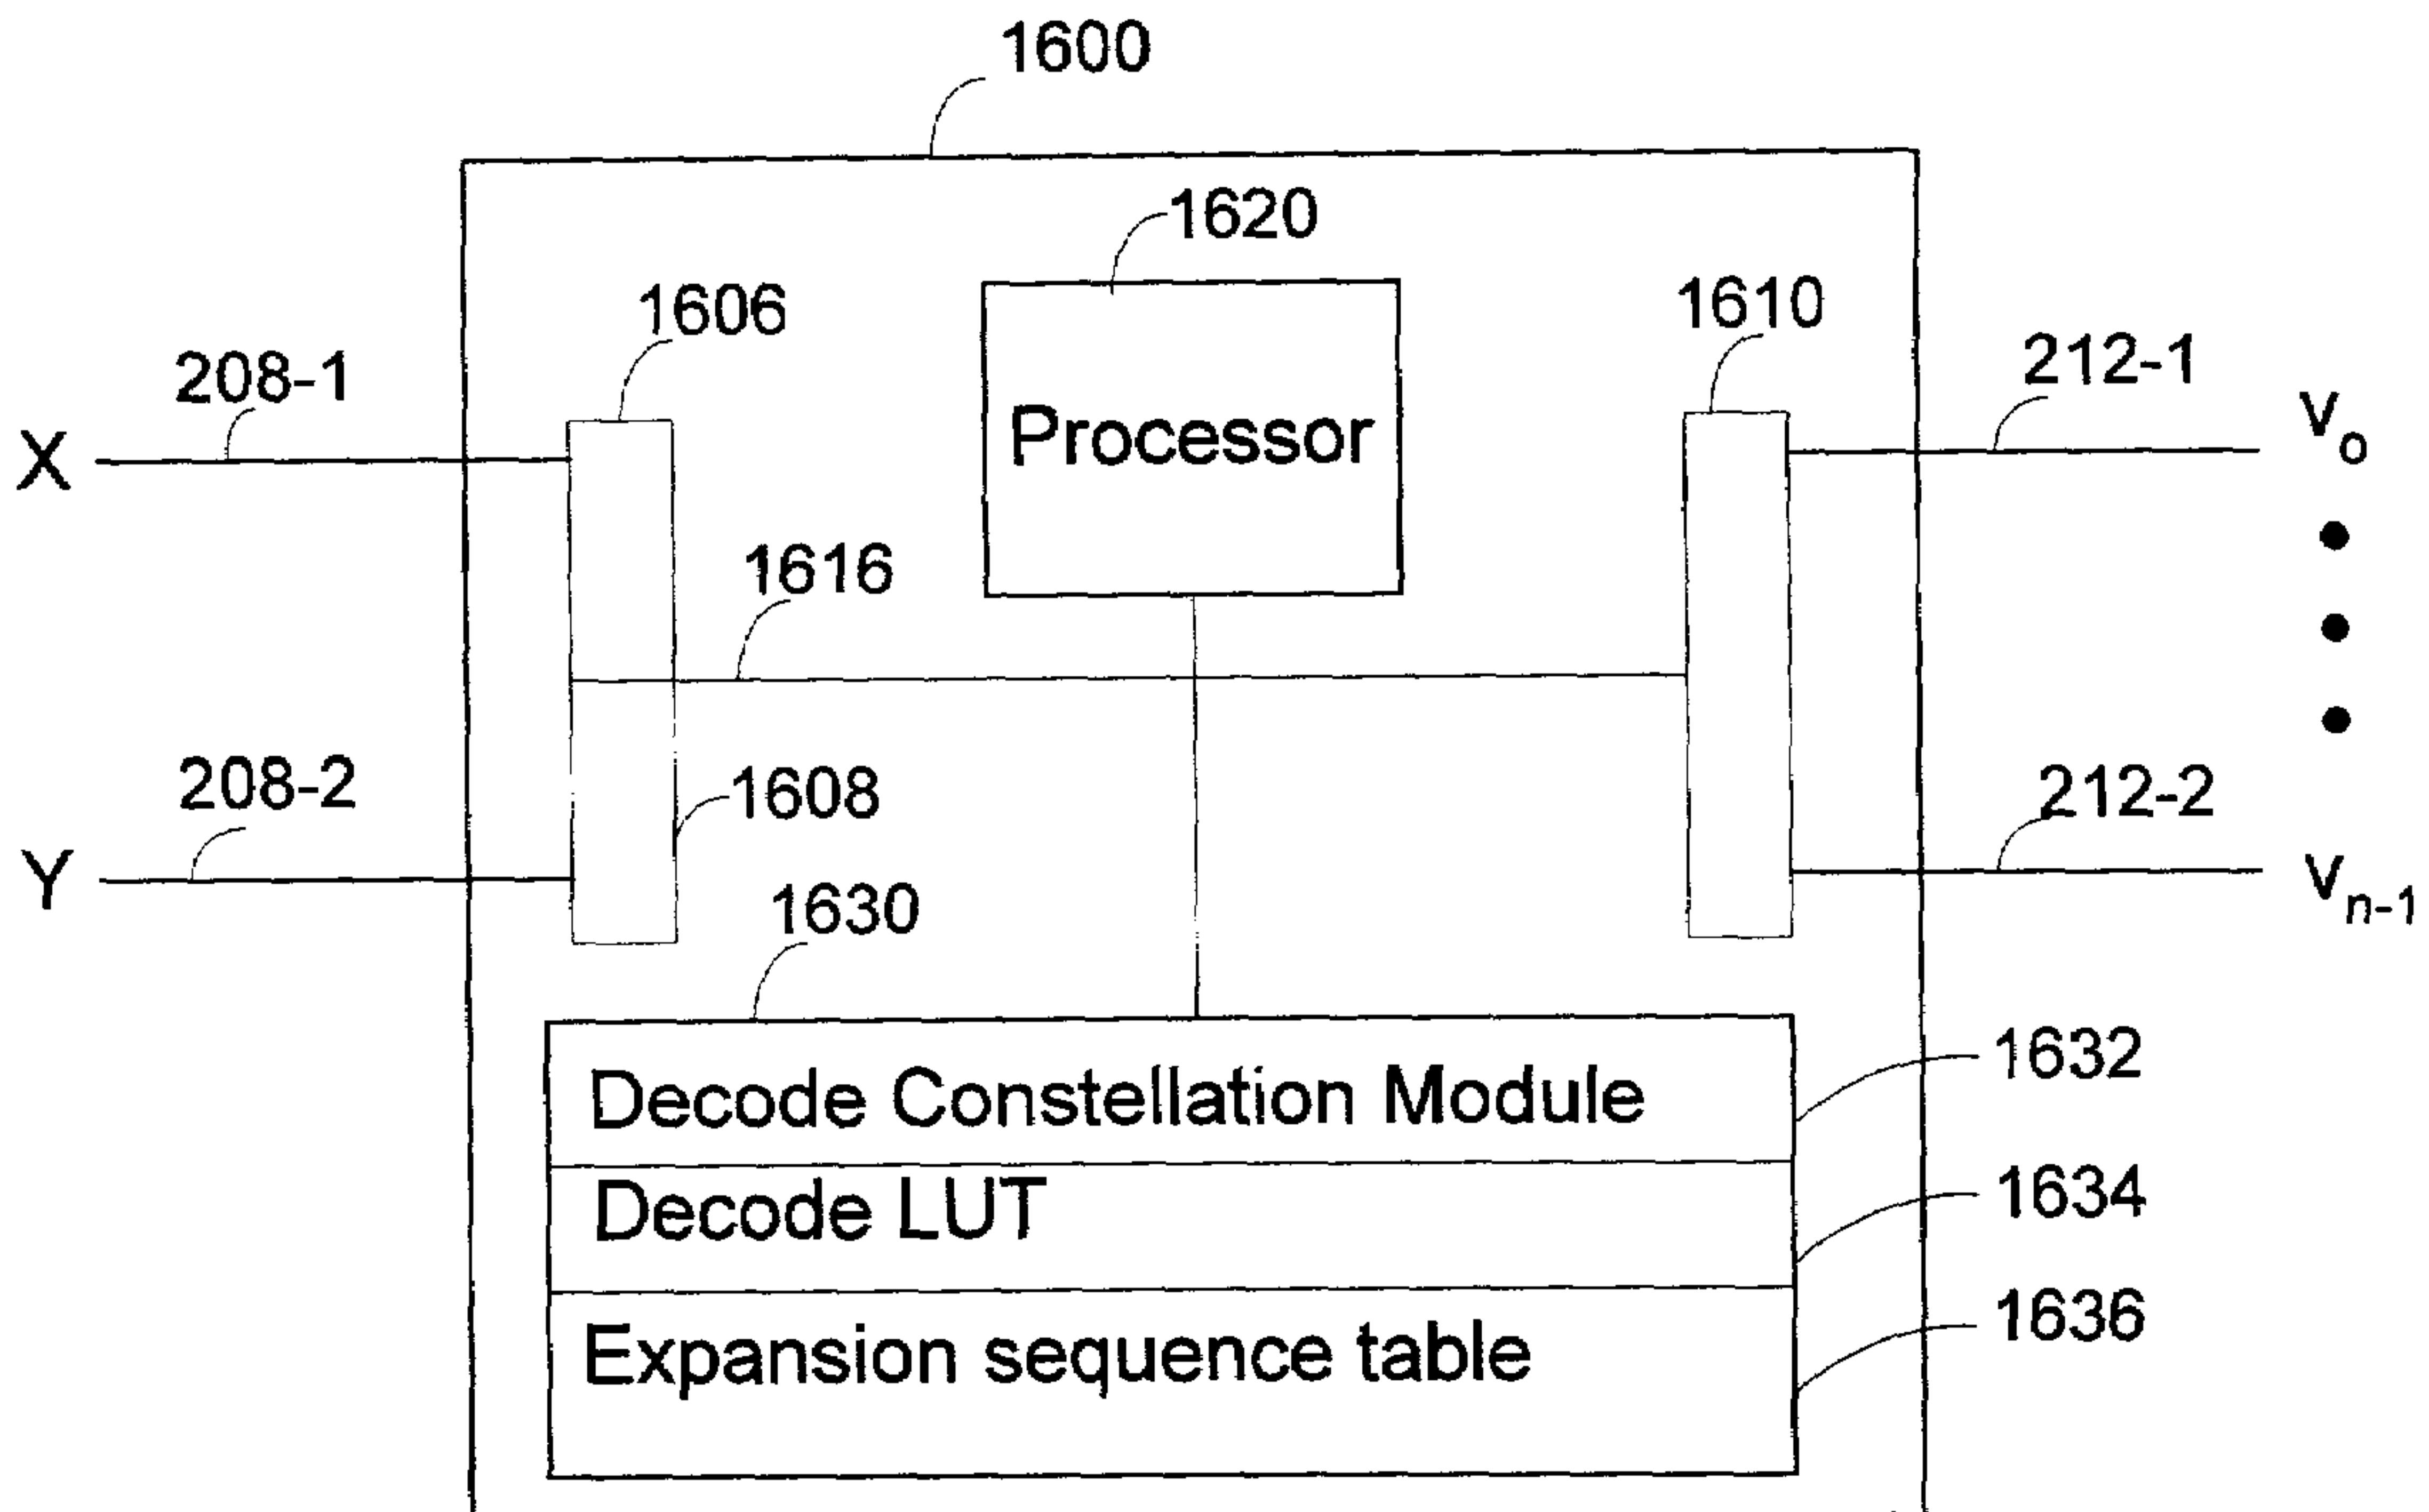 1600
1620
1606
1610
208-1
212-1
X
Processor
Vo
1616
208-2
1608
212-2
Y
Vn-1
1630
Decode Constellation Module
1632
Decode LUT
1634
Expansion sequence table
1636